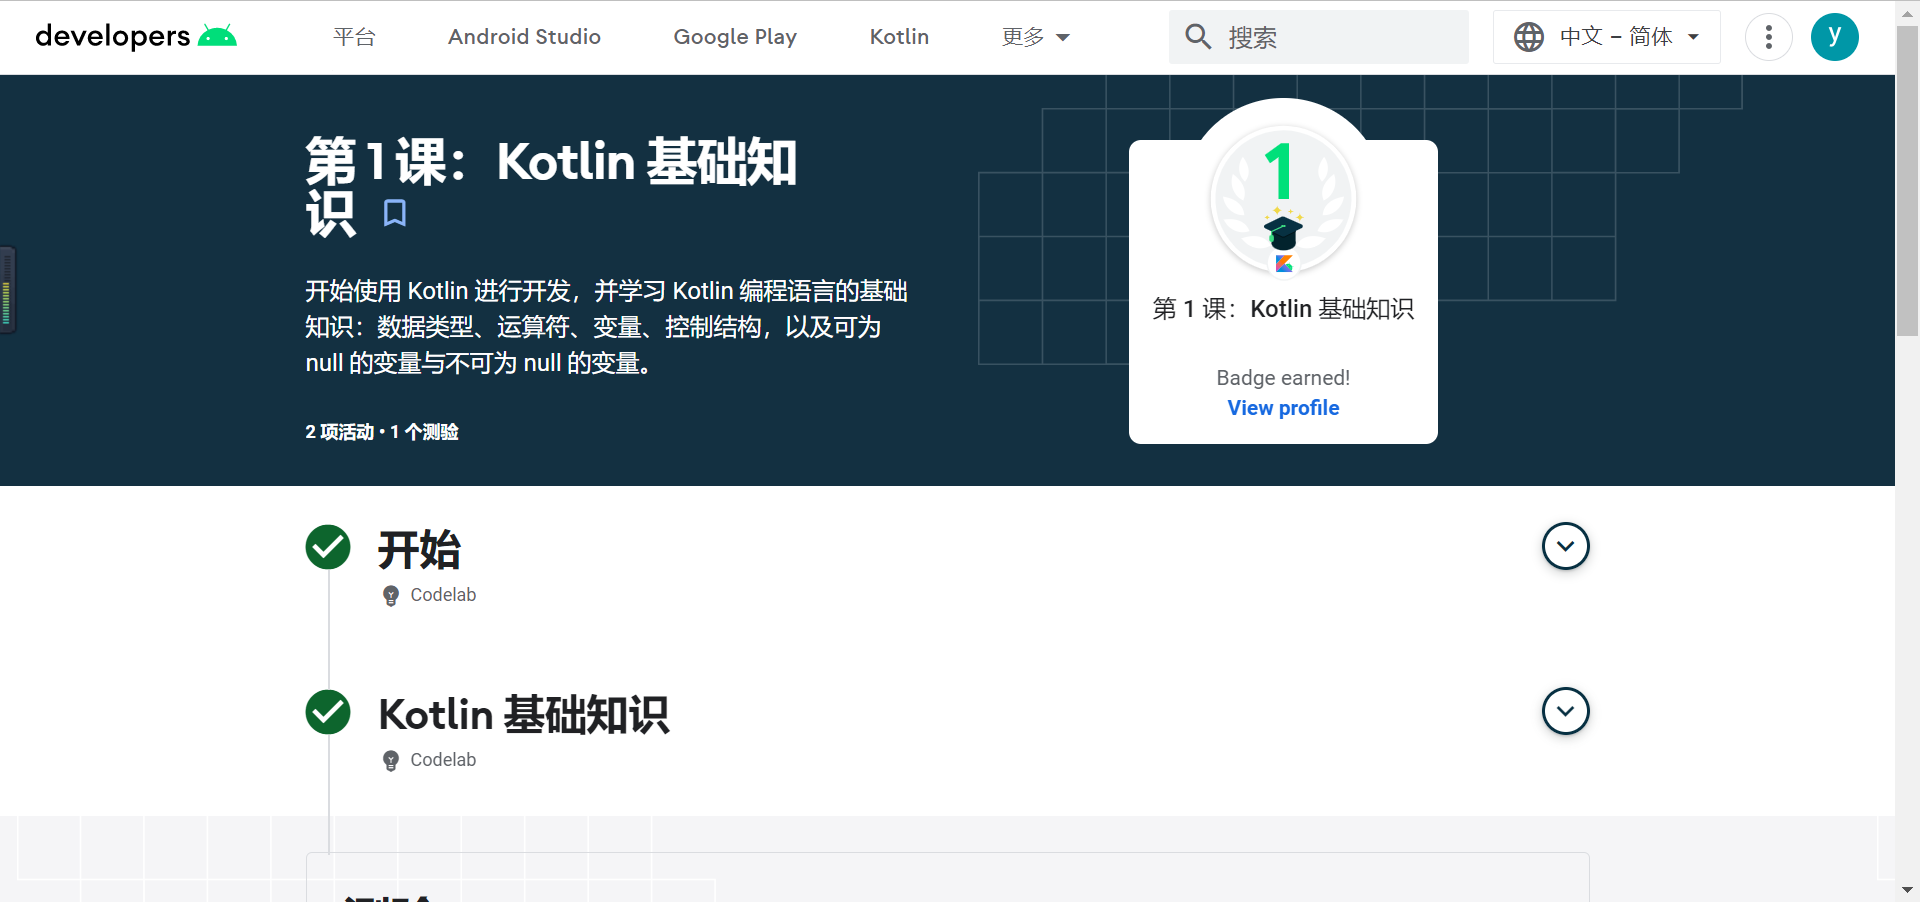 developers
平台
Android Studio
Google Play
Kotlin
更多
搜索
中文 – 简体
y
第 1 课：Kotlin 基础知
识
开始使用 Kotlin 进行开发，并学习 Kotlin 编程语言的基础
知识：数据类型、运算符、变量、控制结构，以及可为
null 的变量与不可为 null 的变量。
2 项活动 • 1 个测验
1
第 1 课：Kotlin 基础知识
Badge earned!
View profile
开始
Codelab
Kotlin 基础知识
Codelab